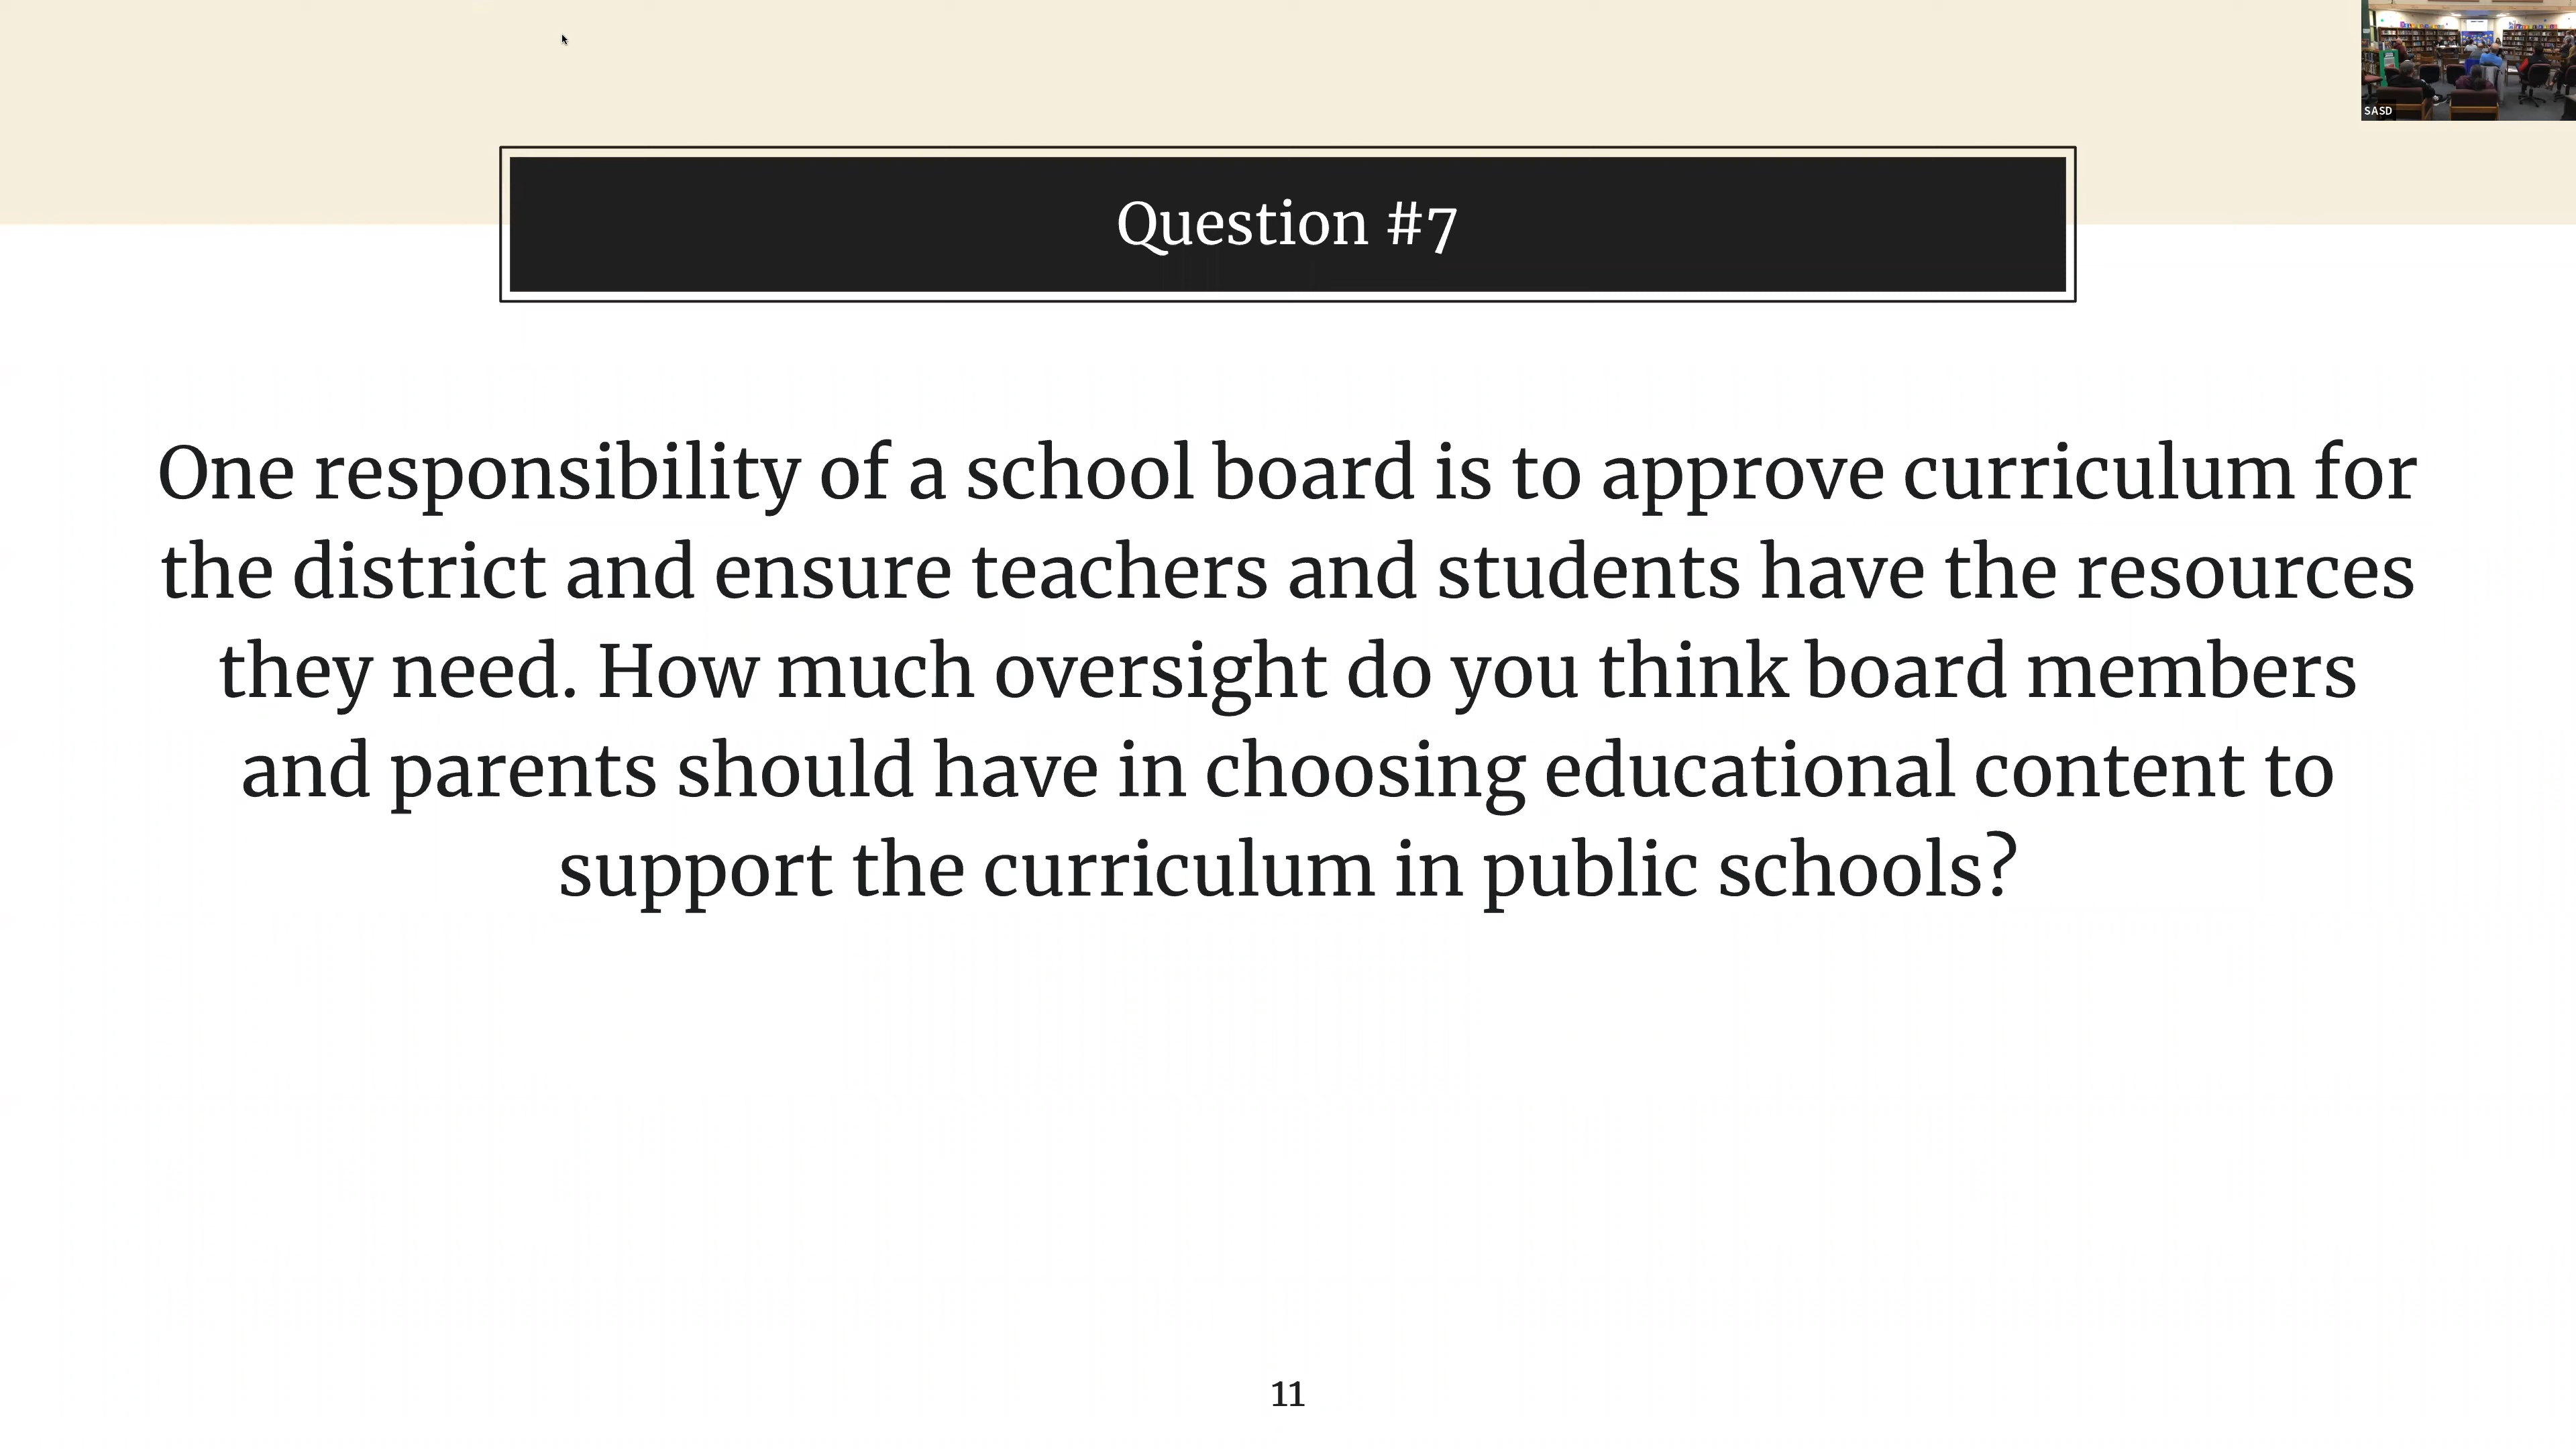 SASD
Question #7
One responsibility of a school board is to approve curriculum for
the district and ensure teachers and students have the resources
they need. How much oversight do you think board members
and parents should have in choosing educational content to
support the curriculum in public schools?
11